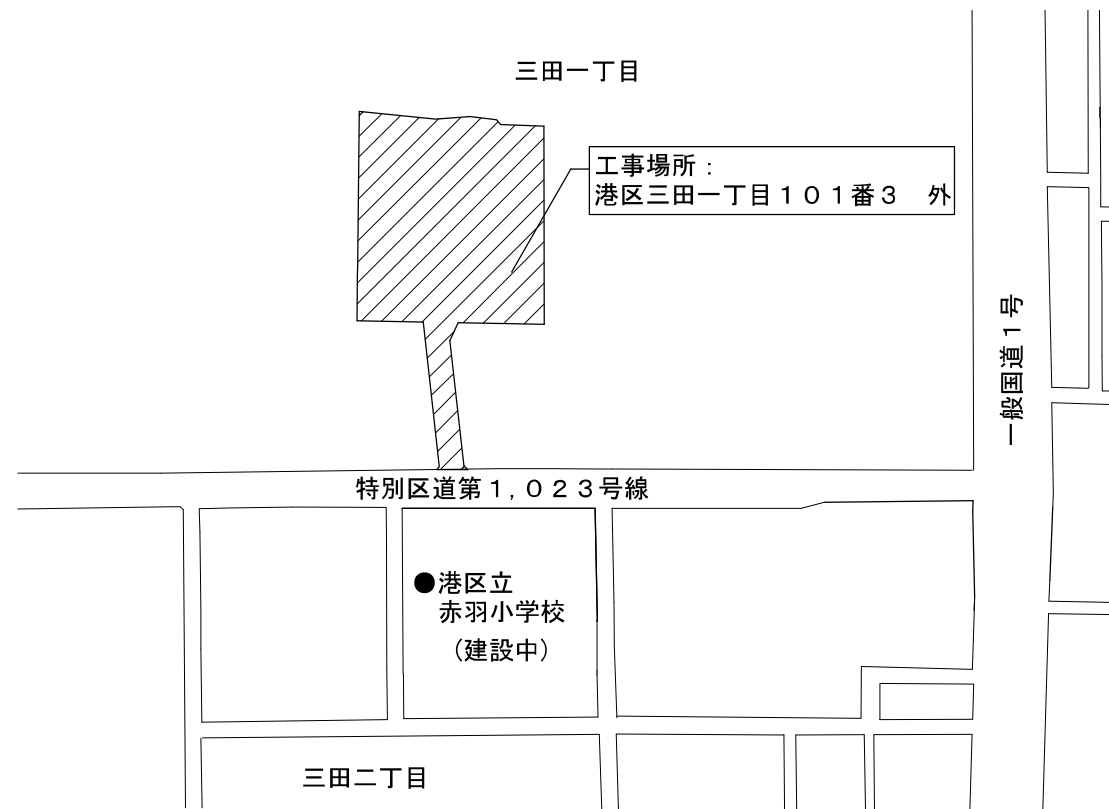 三田一丁目
工事場所：
港区三田一丁目１０１番３　外
一般国道１号
特別区道第１,０２３号線
●港区立
赤羽小学校
（建設中）
三田二丁目